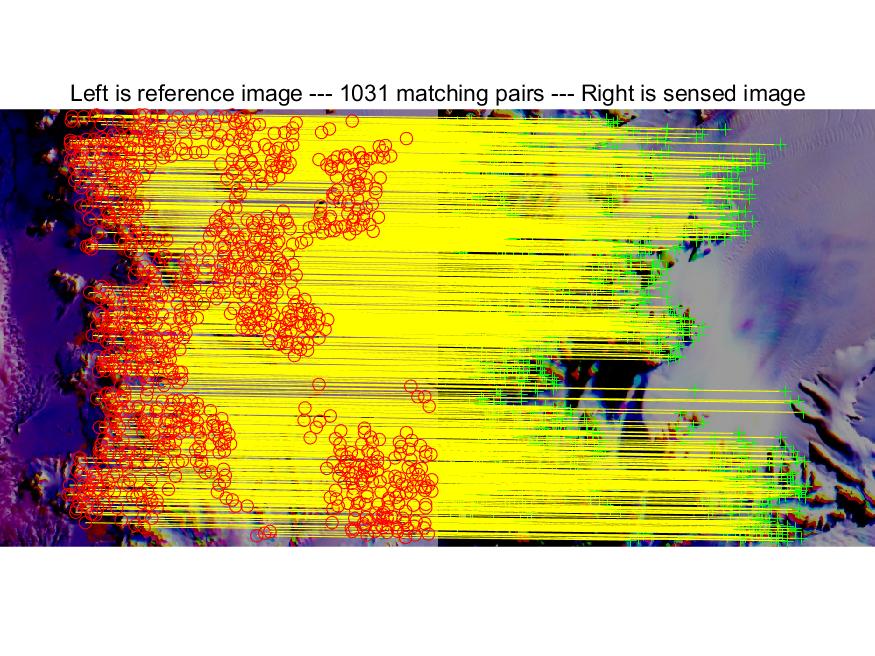 Left is reference image --- 1031 matching pairs --- Right is sensed image